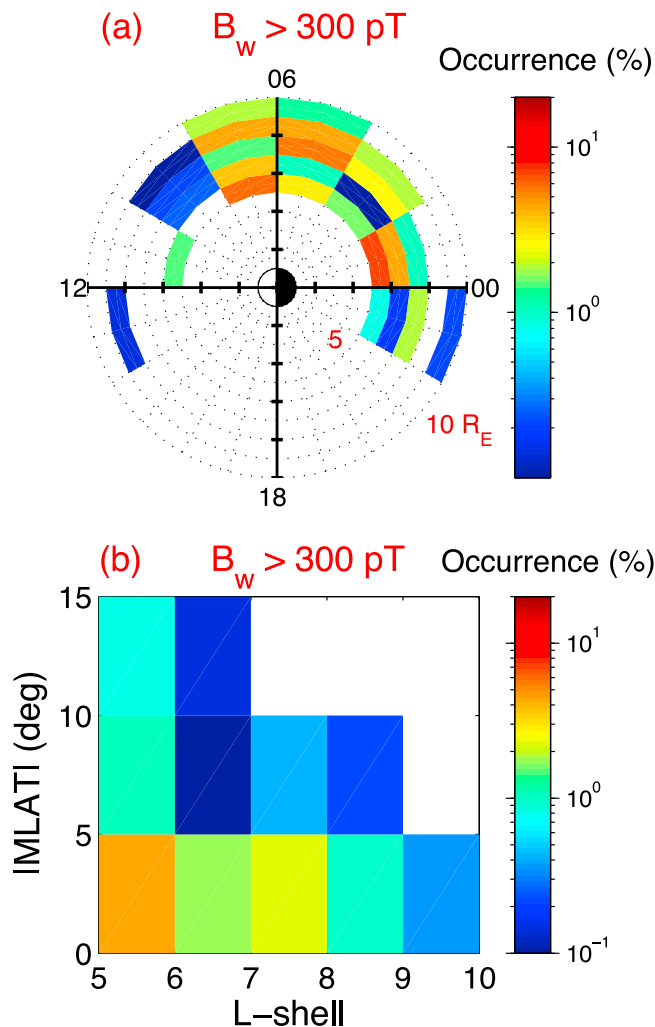 (a) B_w > 300 pT
Occurrence (%)
06
10^1
12
00
10^0
5
10 R_E
18
(b) B_w > 300 pT
Occurrence (%)
15
10^1
10
|MLAT| (deg)
10^0
5
0
10^-1
5 6 7 8 9 10
L-shell